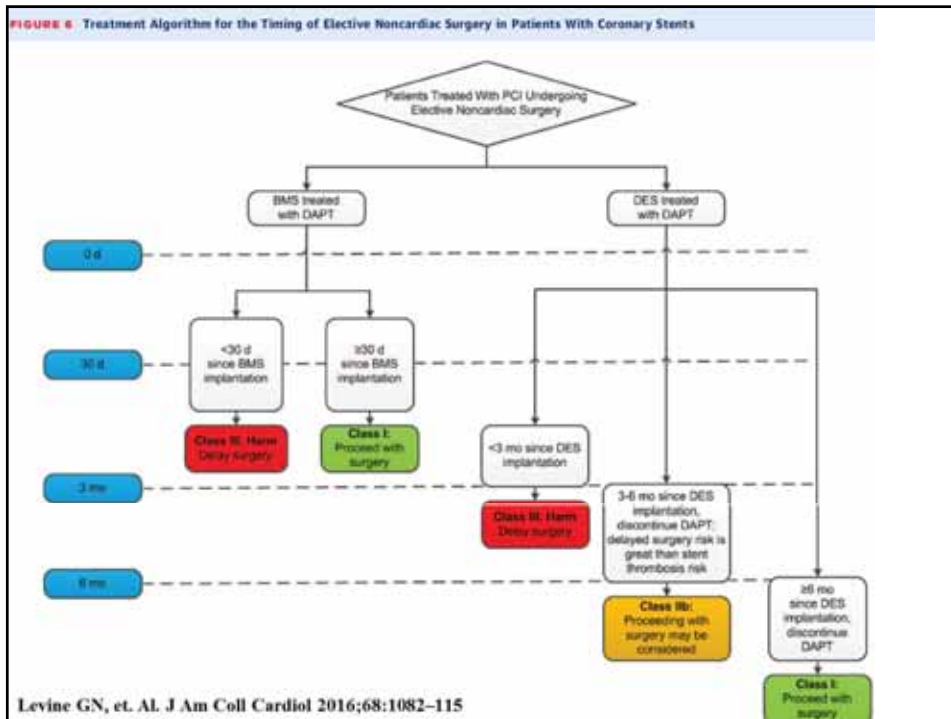 FIGURE 6 Treatment Algorithm for the Timing of Elective Noncardiac Surgery in Patients With Coronary Stents
Patients Treated With PCI Undergoing
Elective Noncardiac Surgery
BMS treated
with DAPT
DES treated
with DAPT
0 d
<30 d
since BMS
implantation
≥30 d
since BMS
implantation
30 d
Class III: Harm
Delay surgery
Class I:
Proceed with
surgery
<3 mo since DES
implantation
3 mo
Class III: Harm
Delay surgery
3-6 mo since DES
implantation,
discontinue DAPT;
delayed surgery risk is
great than stent
thrombosis risk
6 mo
Class IIb:
Proceeding with
surgery may be
considered
≥6 mo
since DES
implantation,
discontinue
DAPT
Class I:
Proceed with
surgery
Levine GN, et. Al. J Am Coll Cardiol 2016;68:1082–115